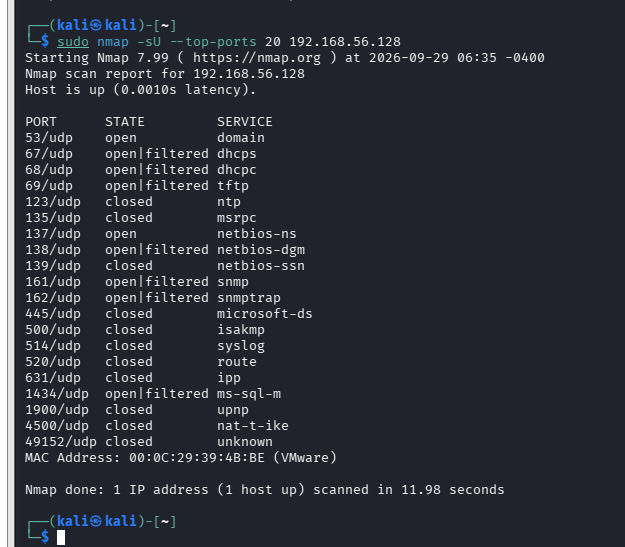 ┌──(kali㉿kali)-[~]
└─$ sudo nmap -sU --top-ports 20 192.168.56.128
Starting Nmap 7.99 ( https://nmap.org ) at 2026-09-29 06:35 -0400
Nmap scan report for 192.168.56.128
Host is up (0.0010s latency).

PORT      STATE         SERVICE
53/udp    open          domain
67/udp    open|filtered dhcps
68/udp    open|filtered dhcpc
69/udp    open|filtered tftp
123/udp   closed        ntp
135/udp   closed        msrpc
137/udp   open          netbios-ns
138/udp   open|filtered netbios-dgm
139/udp   closed        netbios-ssn
161/udp   open|filtered snmp
162/udp   open|filtered snmptrap
445/udp   closed        microsoft-ds
500/udp   closed        isakmp
514/udp   closed        syslog
520/udp   closed        route
631/udp   closed        ipp
1434/udp  open|filtered ms-sql-m
1900/udp  closed        upnp
4500/udp  closed        nat-t-ike
49152/udp closed        unknown
MAC Address: 00:0C:29:39:4B:BE (VMware)

Nmap done: 1 IP address (1 host up) scanned in 11.98 seconds

┌──(kali㉿kali)-[~]
└─$